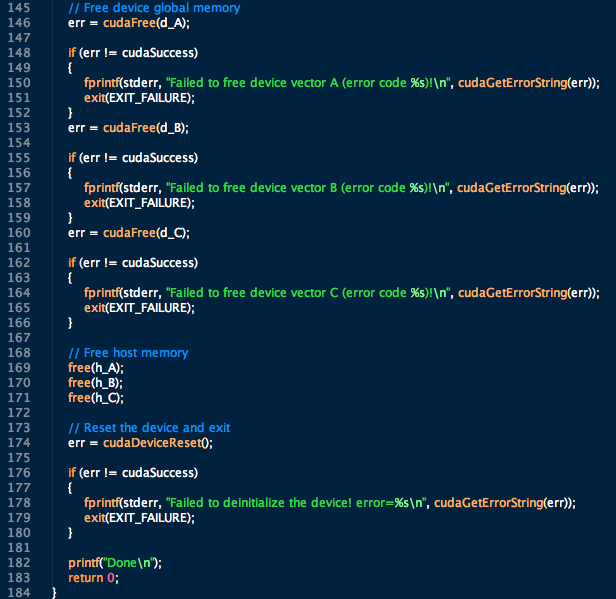 145 // Free device global memory
146 err = cudaFree(d_A);
147
148 if (err != cudaSuccess)
149 {
150 fprintf(stderr, "Failed to free device vector A (error code %s)!\n", cudaGetErrorString(err));
151 exit(EXIT_FAILURE);
152 }
153 err = cudaFree(d_B);
154
155 if (err != cudaSuccess)
156 {
157 fprintf(stderr, "Failed to free device vector B (error code %s)!\n", cudaGetErrorString(err));
158 exit(EXIT_FAILURE);
159 }
160 err = cudaFree(d_C);
161
162 if (err != cudaSuccess)
163 {
164 fprintf(stderr, "Failed to free device vector C (error code %s)!\n", cudaGetErrorString(err));
165 exit(EXIT_FAILURE);
166 }
167
168 // Free host memory
169 free(h_A);
170 free(h_B);
171 free(h_C);
172
173 // Reset the device and exit
174 err = cudaDeviceReset();
175
176 if (err != cudaSuccess)
177 {
178 fprintf(stderr, "Failed to deinitialize the device! error=%s\n", cudaGetErrorString(err));
179 exit(EXIT_FAILURE);
180 }
181
182 printf("Done\n");
183 return 0;
184 }